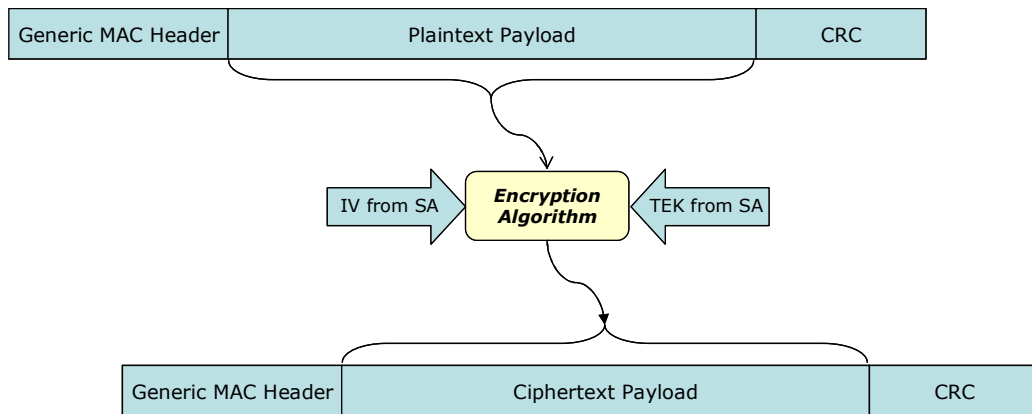 Generic MAC Header Plaintext Payload CRC
IV from SA
Encryption
Algorithm
TEK from SA
Generic MAC Header Ciphertext Payload CRC